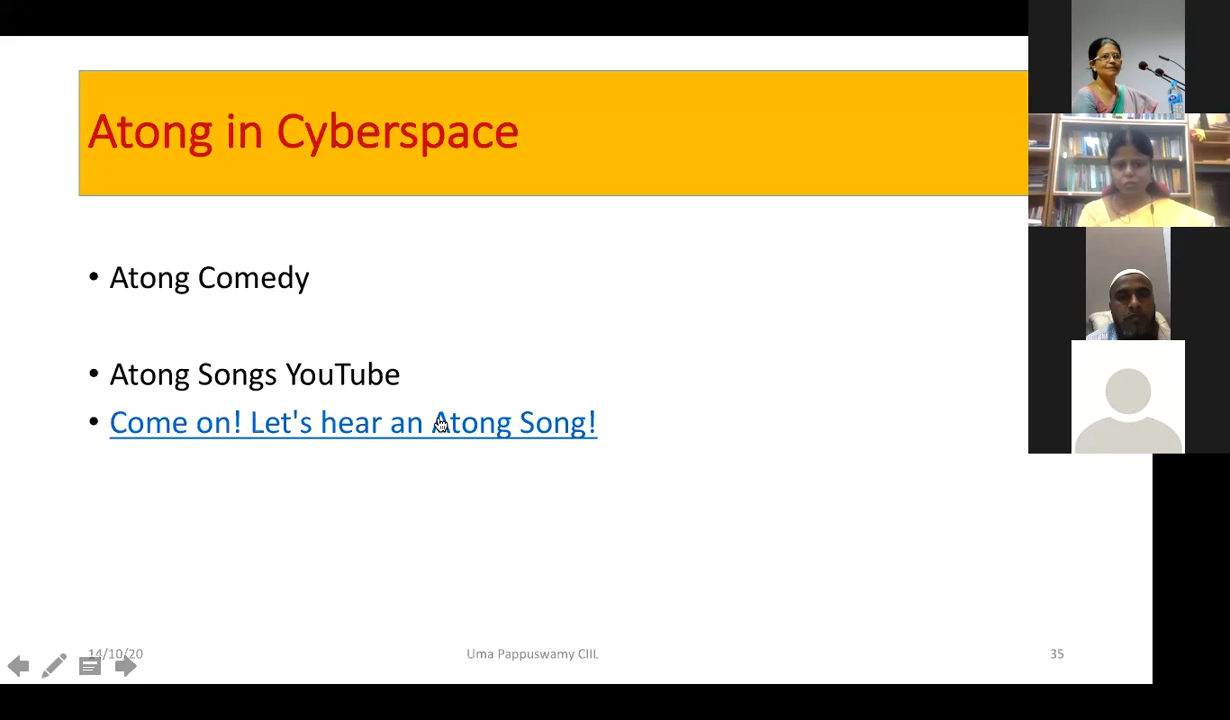 Atong in Cyberspace
• Atong Comedy
• Atong Songs YouTube
• Come on! Let's hear an Atong Song!
14/10/20
Uma Pappuswamy CIIL
35